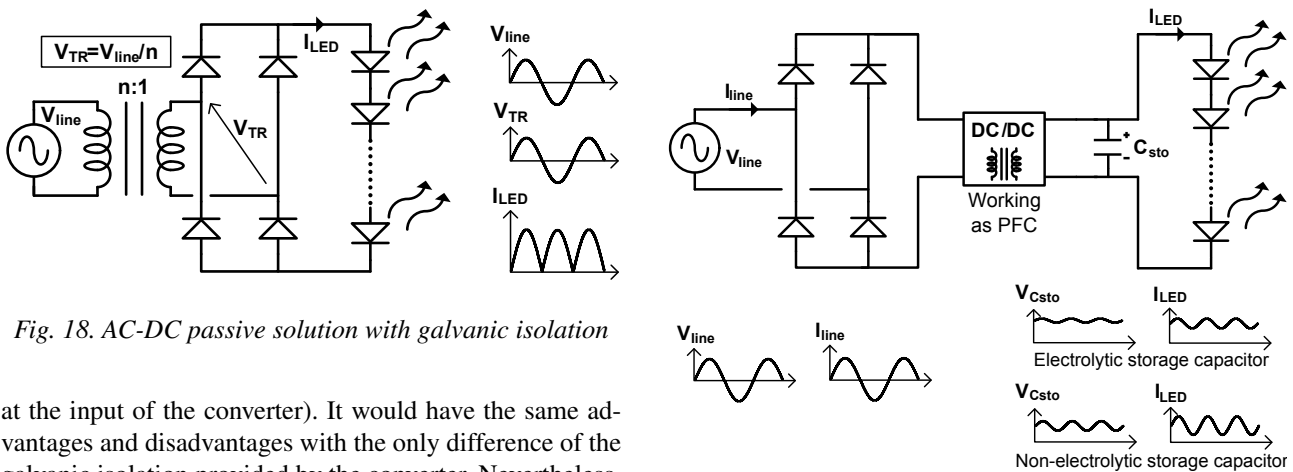 V_TR=V_line/n
n:1
V_line
V_TR
I_LED
V_line
V_TR
I_LED
Fig. 18. AC-DC passive solution with galvanic isolation
at the input of the converter). It would have the same ad-
vantages and disadvantages with the only difference of the
I_line
V_line
DC/DC
Working
as PFC
+
-
C_sto
I_LED
V_line
I_line
V_Csto
I_LED
Electrolytic storage capacitor
V_Csto
I_LED
Non-electrolytic storage capacitor